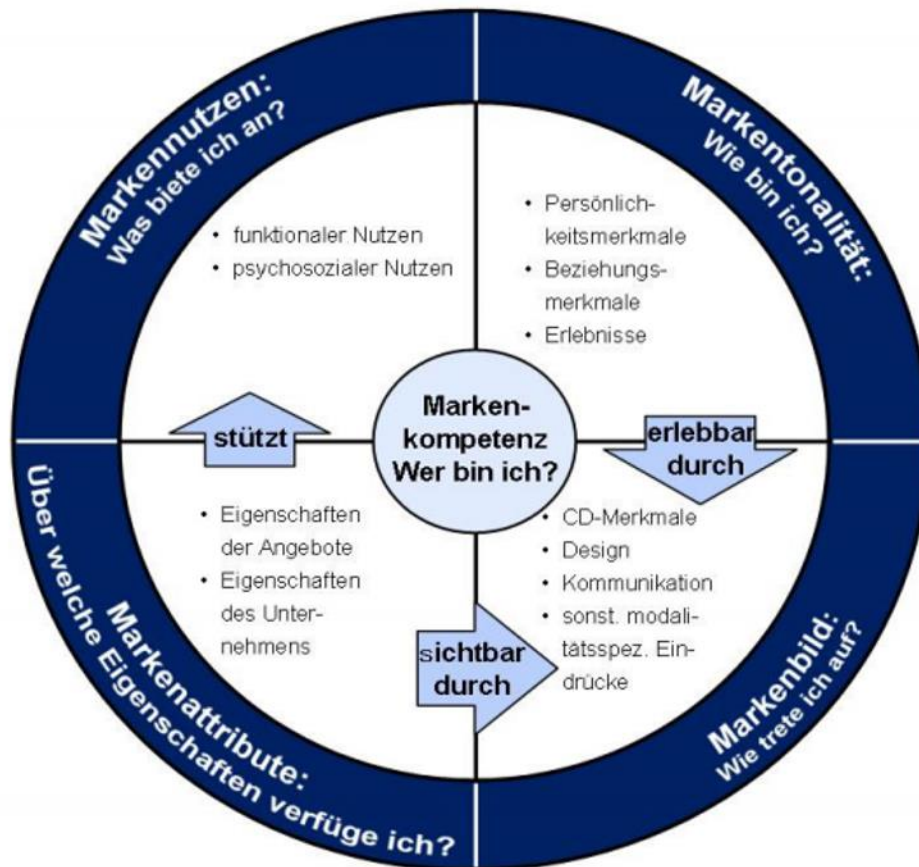 Markennutzen:
Was biete ich an?
Markentonalität:
Wie bin ich?
• funktionaler Nutzen
• psychosozialer Nutzen
• Persönlich-
keitsmerkmale
• Beziehungs-
merkmale
• Erlebnisse
Marken-
kompetenz
Wer bin ich?
stützt
erlebbar
durch
• Eigenschaften
der Angebote
• Eigenschaften
des Unter-
nehmens
• CD-Merkmale
• Design
• Kommunikation
• sonst. modali-
tätsspez. Ein-
drücke
sichtbar
durch
Markenattribute:
Über welche Eigenschaften verfüge ich?
Markenbild:
Wie trete ich auf?